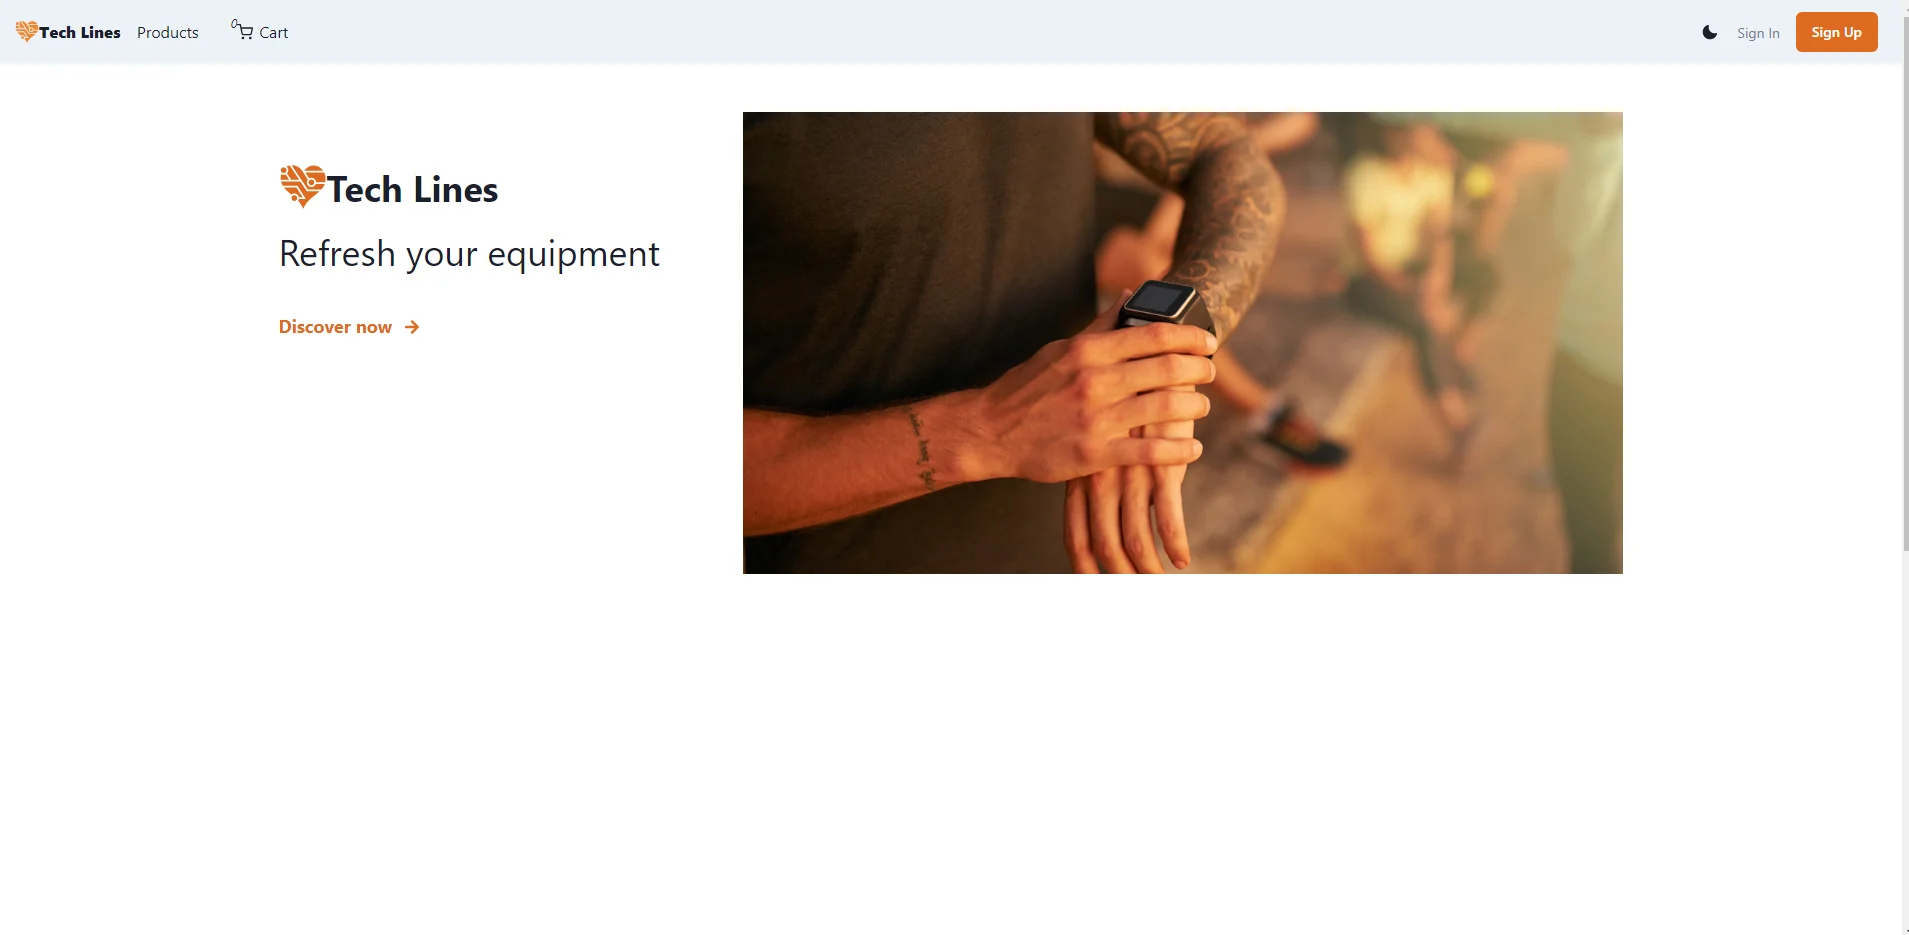 Tech Lines Products 0 Cart Sign In Sign Up
Tech Lines
Refresh your equipment
Discover now